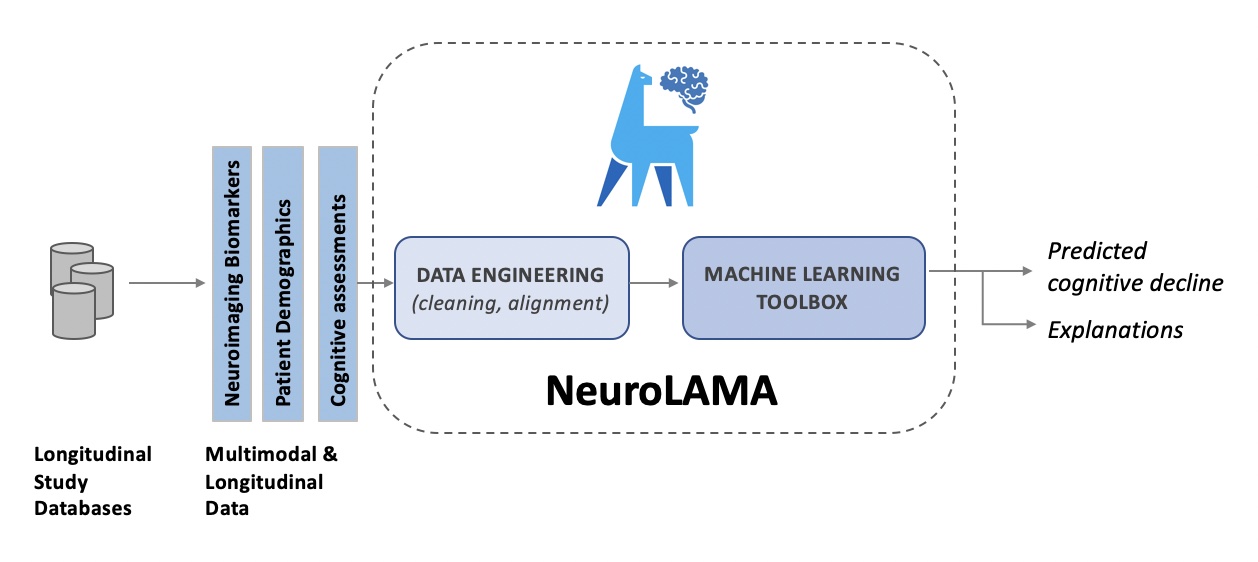 Neuroimaging Biomarkers
Patient Demographics
Cognitive assessments
DATA ENGINEERING
(cleaning, alignment)
MACHINE LEARNING
TOOLBOX
NeuroLAMA
Predicted
cognitive decline
Explanations
Longitudinal
Study
Databases
Multimodal &
Longitudinal
Data